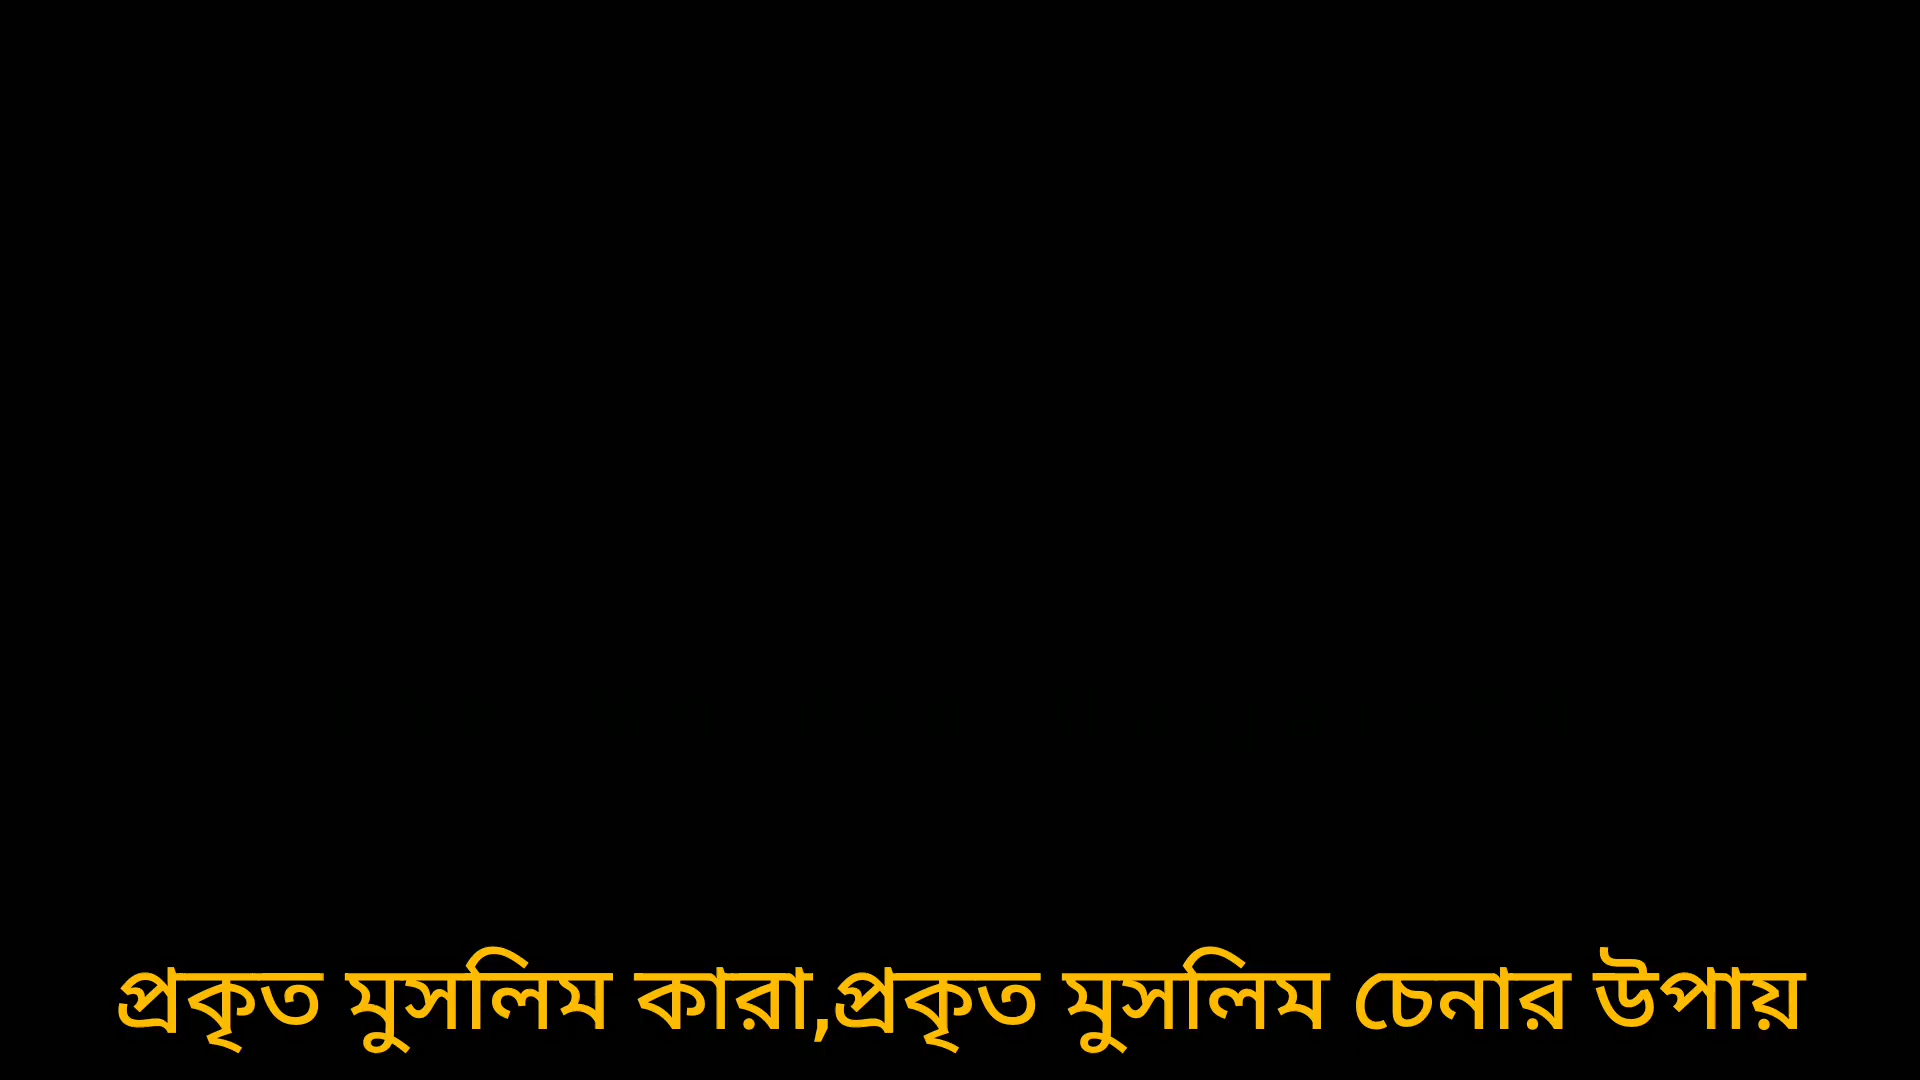 প্রকৃত মুসলিম কারা,প্রকৃত মুসলিম চেনার উপায়